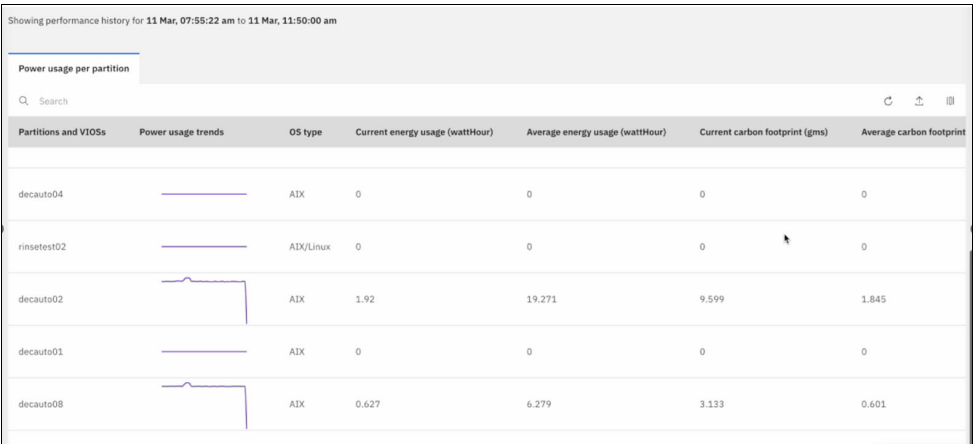 Showing performance history for 11 Mar, 07:55:22 am to 11 Mar, 11:50:00 am
Power usage per partition
Search
Partitions and VIOSs Power usage trends OS type Current energy usage (wattHour) Average energy usage (wattHour) Current carbon footprint (gms) Average carbon footprint
decauto04 AIX 0 0 0 0
rinsetest02 AIX/Linux 0 0 0 0
decauto02 AIX 1.92 19.271 9.599 1.845
decauto01 AIX 0 0 0 0
decauto08 AIX 0.627 6.279 3.133 0.601